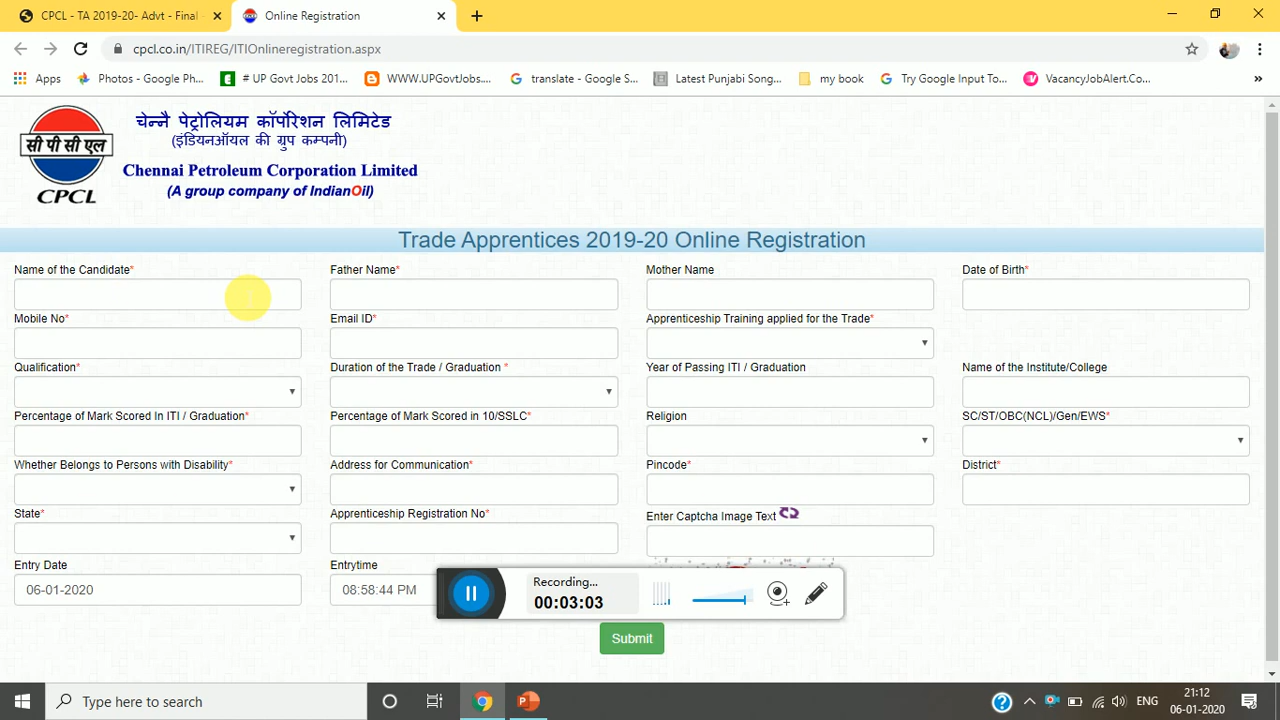 CPCL - TA 2019-20- Advt - Final
Online Registration
cpcl.co.in/ITIREG/ITIOnlineregistration.aspx
Apps
Photos - Google Ph...
# UP Govt Jobs 201...
WWW.UPGovtJobs....
translate - Google S...
Latest Punjabi Song...
my book
Try Google Input To...
VacancyJobAlert.Co...
»
सी पी सी एल
CPCL
चेन्नै पेट्रोलियम कॉर्पोरेशन लिमिटेड
(इंडियनऑयल की ग्रुप कम्पनी)
Chennai Petroleum Corporation Limited
(A group company of IndianOil)
Trade Apprentices 2019-20 Online Registration
Name of the Candidate*
Father Name*
Mother Name
Date of Birth*
Mobile No*
Email ID*
Apprenticeship Training applied for the Trade*
Qualification*
Duration of the Trade / Graduation *
Year of Passing ITI / Graduation
Name of the Institute/College
Percentage of Mark Scored In ITI / Graduation*
Percentage of Mark Scored in 10/SSLC*
Religion
SC/ST/OBC(NCL)/Gen/EWS*
Whether Belongs to Persons with Disability*
Address for Communication*
Pincode*
District*
State*
Apprenticeship Registration No*
Enter Captcha Image Text
Entry Date
Entrytime
06-01-2020
08:58:44 PM
Recording...
00:03:03
Submit
Type here to search
ENG
21:12
06-01-2020